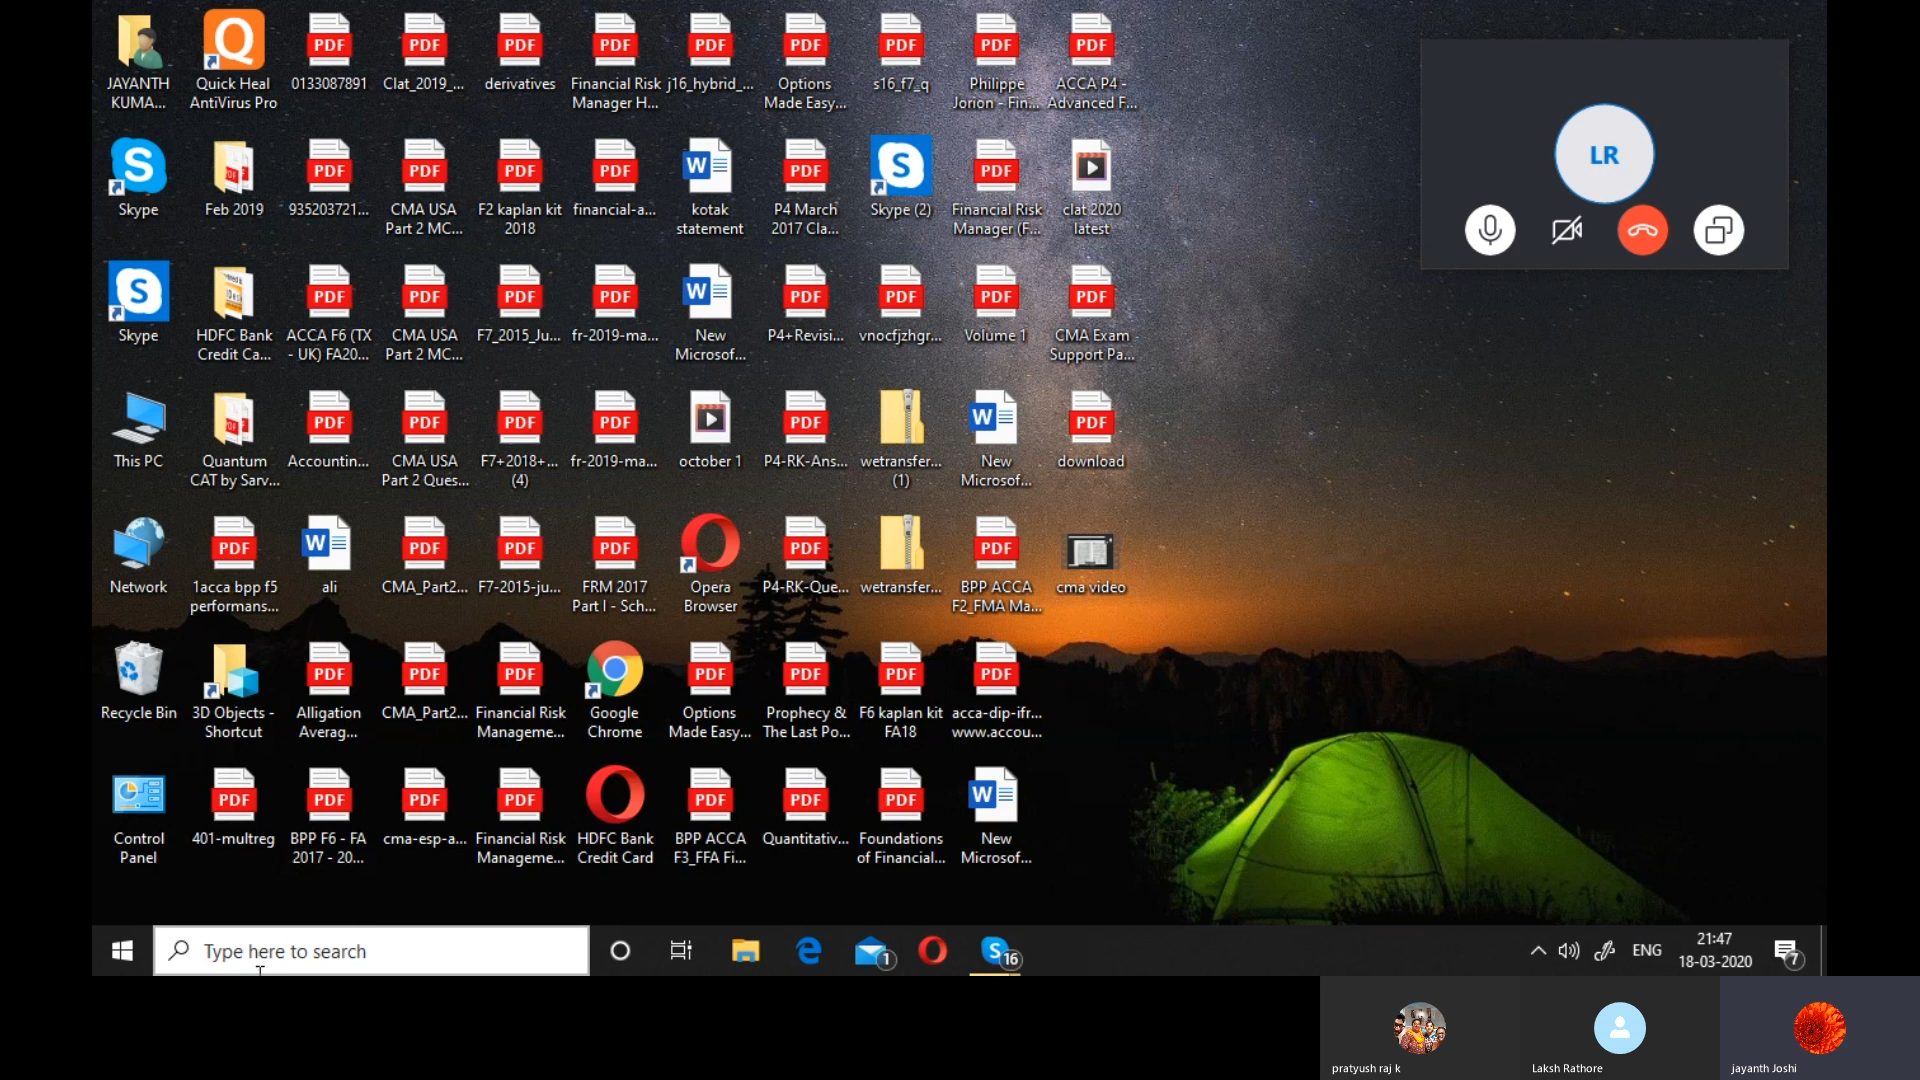 JAYANTH
KUMA...
Quick Heal
AntiVirus Pro
0133087891
Clat_2019_...
derivatives
Financial Risk
Manager H...
j16_hybrid_...
Options
Made Easy...
s16_f7_q
Philippe
Jorion - Fin...
ACCA P4 -
Advanced F...
LR
Skype
Feb 2019
935203721...
CMA USA
Part 2 MC...
F2 kaplan kit
2018
financial-a...
kotak
statement
P4 March
2017 Cla...
Skype (2)
Financial Risk
Manager (F...
clat 2020
latest
Skype
HDFC Bank
Credit Ca...
ACCA F6 (TX
- UK) FA20...
CMA USA
Part 2 MC...
F7_2015_Ju...
fr-2019-ma...
New
Microsof...
P4+Revisi...
vnocfjzhgr...
Volume 1
CMA Exam
Support Pa...
This PC
Quantum
CAT by Sarv...
Accountin...
CMA USA
Part 2 Ques...
F7+2018+...
(4)
fr-2019-ma...
october 1
P4-RK-Ans...
wetransfer...
(1)
New
Microsof...
download
Network
1acca bpp f5
performans...
ali
CMA_Part2...
F7-2015-ju...
FRM 2017
Part I - Sch...
Opera
Browser
P4-RK-Que...
wetransfer...
BPP ACCA
F2_FMA Ma...
cma video
Recycle Bin
3D Objects -
Shortcut
Alligation
Averag...
CMA_Part2...
Financial Risk
Manageme...
Google
Chrome
Options
Made Easy...
Prophecy &
The Last Po...
F6 kaplan kit
FA18
acca-dip-ifr...
www.accou...
Control
Panel
401-multreg
BPP F6 - FA
2017 - 20...
cma-esp-a...
Financial Risk
Manageme...
HDFC Bank
Credit Card
BPP ACCA
F3_FFA Fi...
Quantitativ...
Foundations
of Financial...
New
Microsof...
Type here to search
1
16
ENG
21:47
18-03-2020
7
pratyush raj k
Laksh Rathore
jayanth Joshi